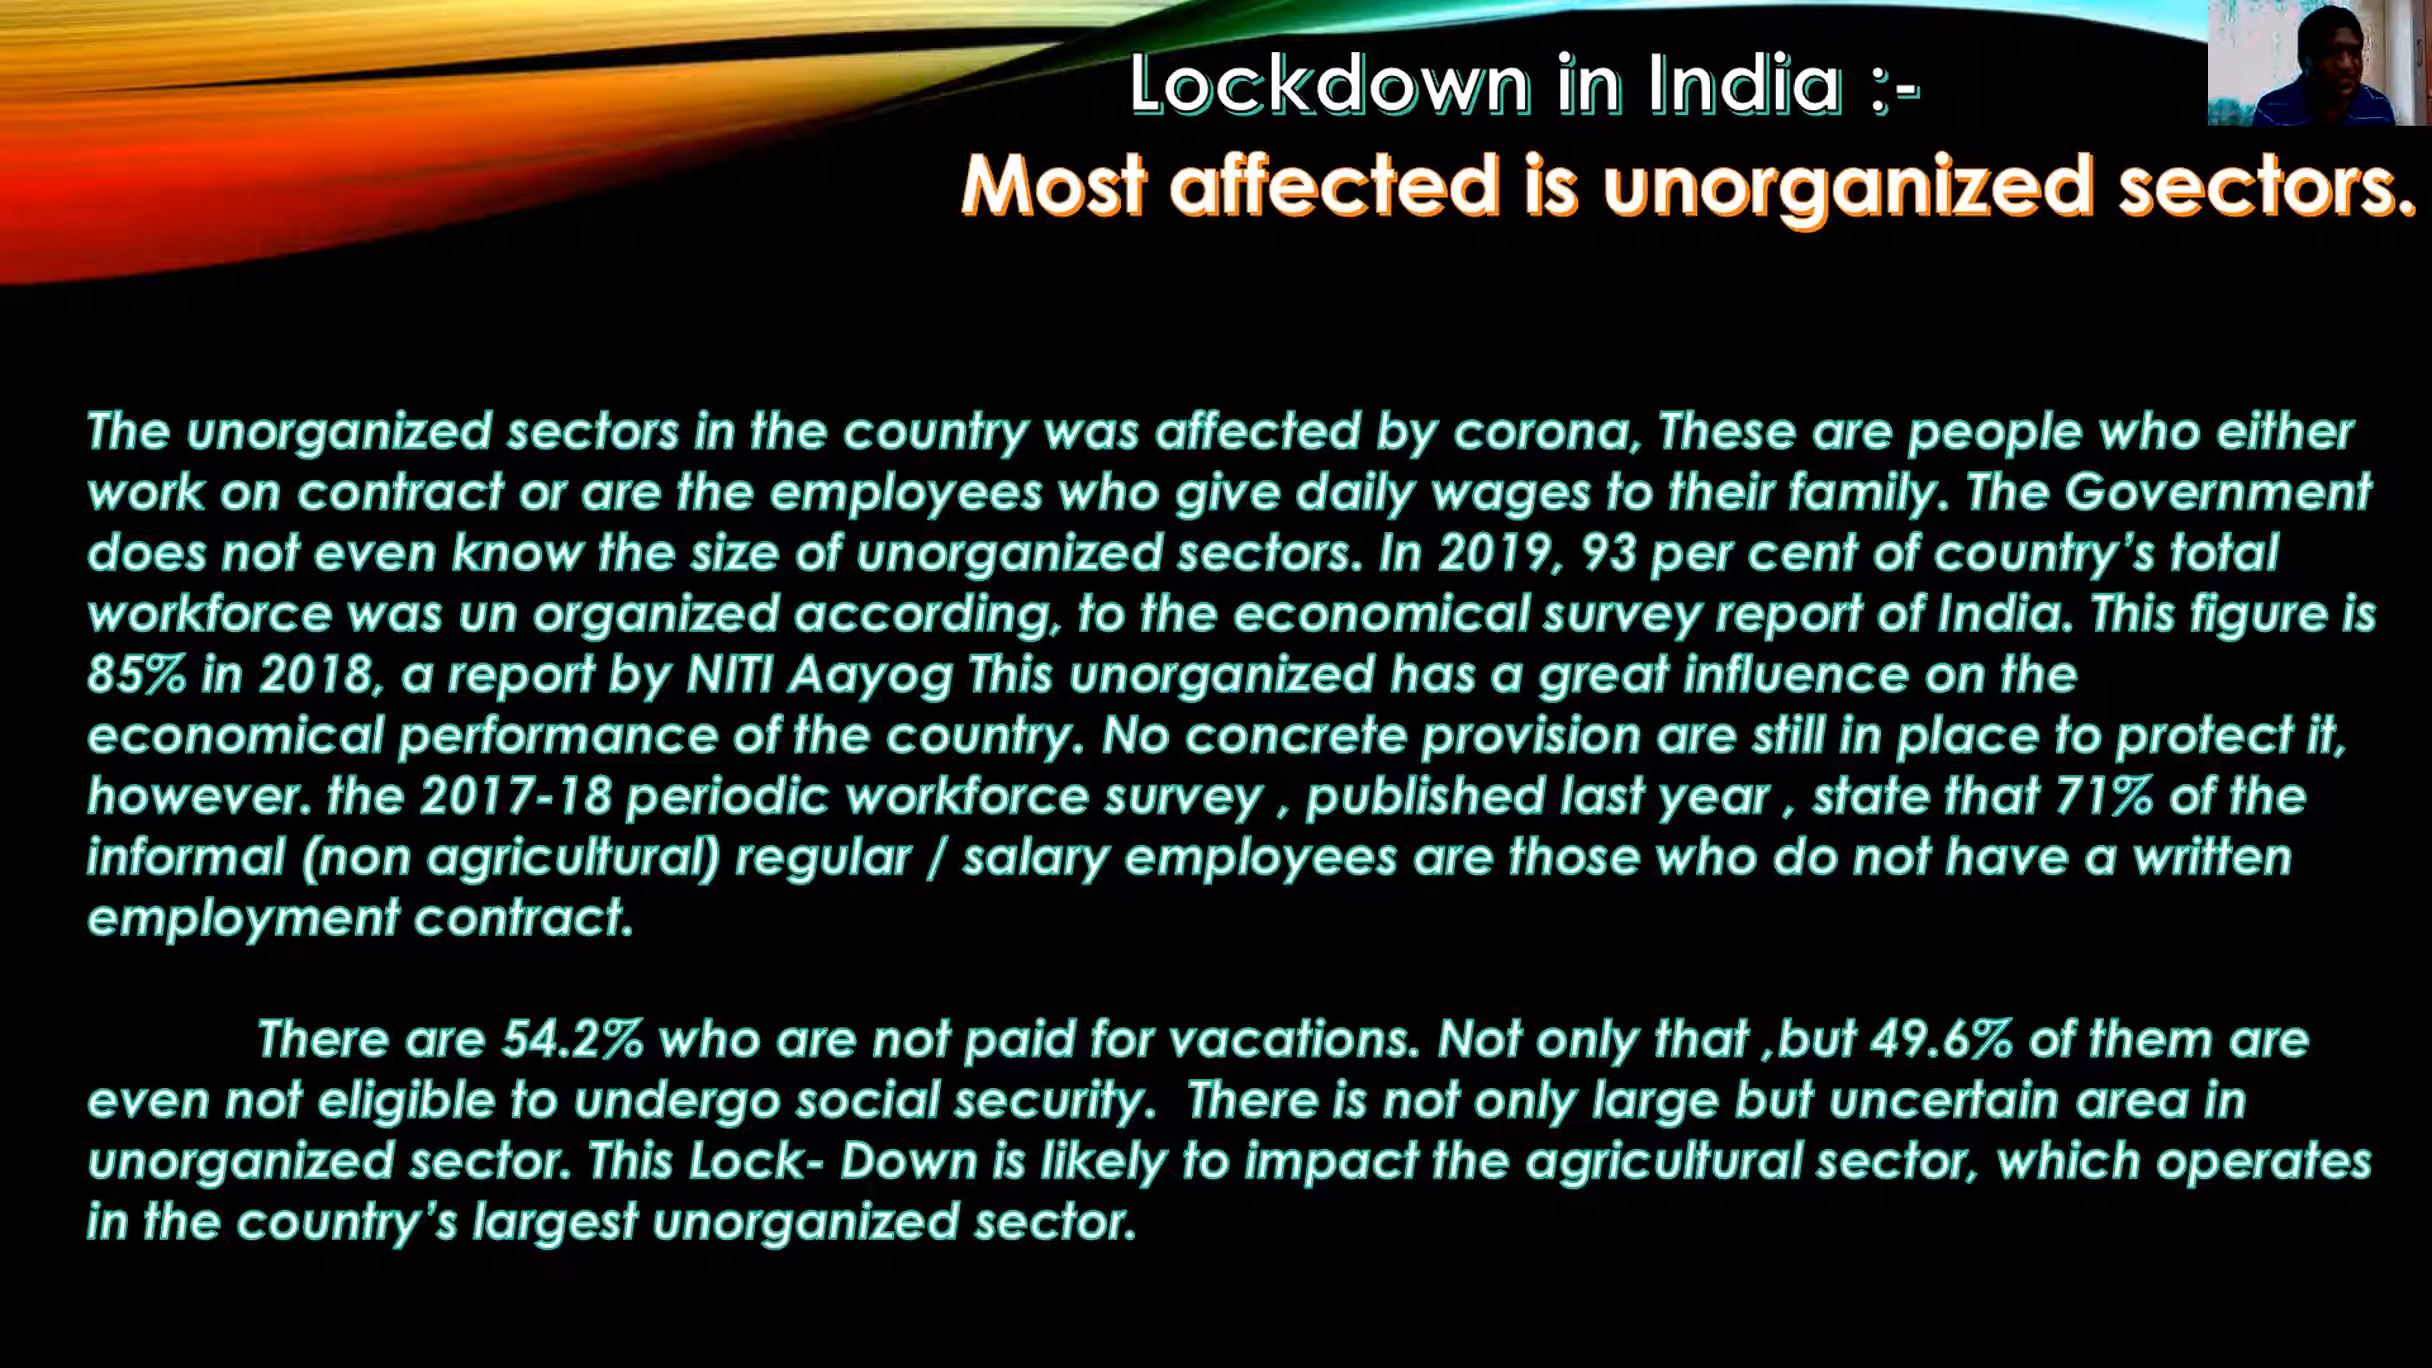 Lockdown in India :-
Most affected is unorganized sectors.
The unorganized sectors in the country was affected by corona, These are people who either
work on contract or are the employees who give daily wages to their family. The Government
does not even know the size of unorganized sectors. In 2019, 93 per cent of country’s total
workforce was un organized according, to the economical survey report of India. This figure is
85% in 2018, a report by NITI Aayog This unorganized has a great influence on the
economical performance of the country. No concrete provision are still in place to protect it,
however. the 2017-18 periodic workforce survey , published last year , state that 71% of the
informal (non agricultural) regular / salary employees are those who do not have a written
employment contract.
There are 54.2% who are not paid for vacations. Not only that ,but 49.6% of them are
even not eligible to undergo social security.  There is not only large but uncertain area in
unorganized sector. This Lock- Down is likely to impact the agricultural sector, which operates
in the country’s largest unorganized sector.